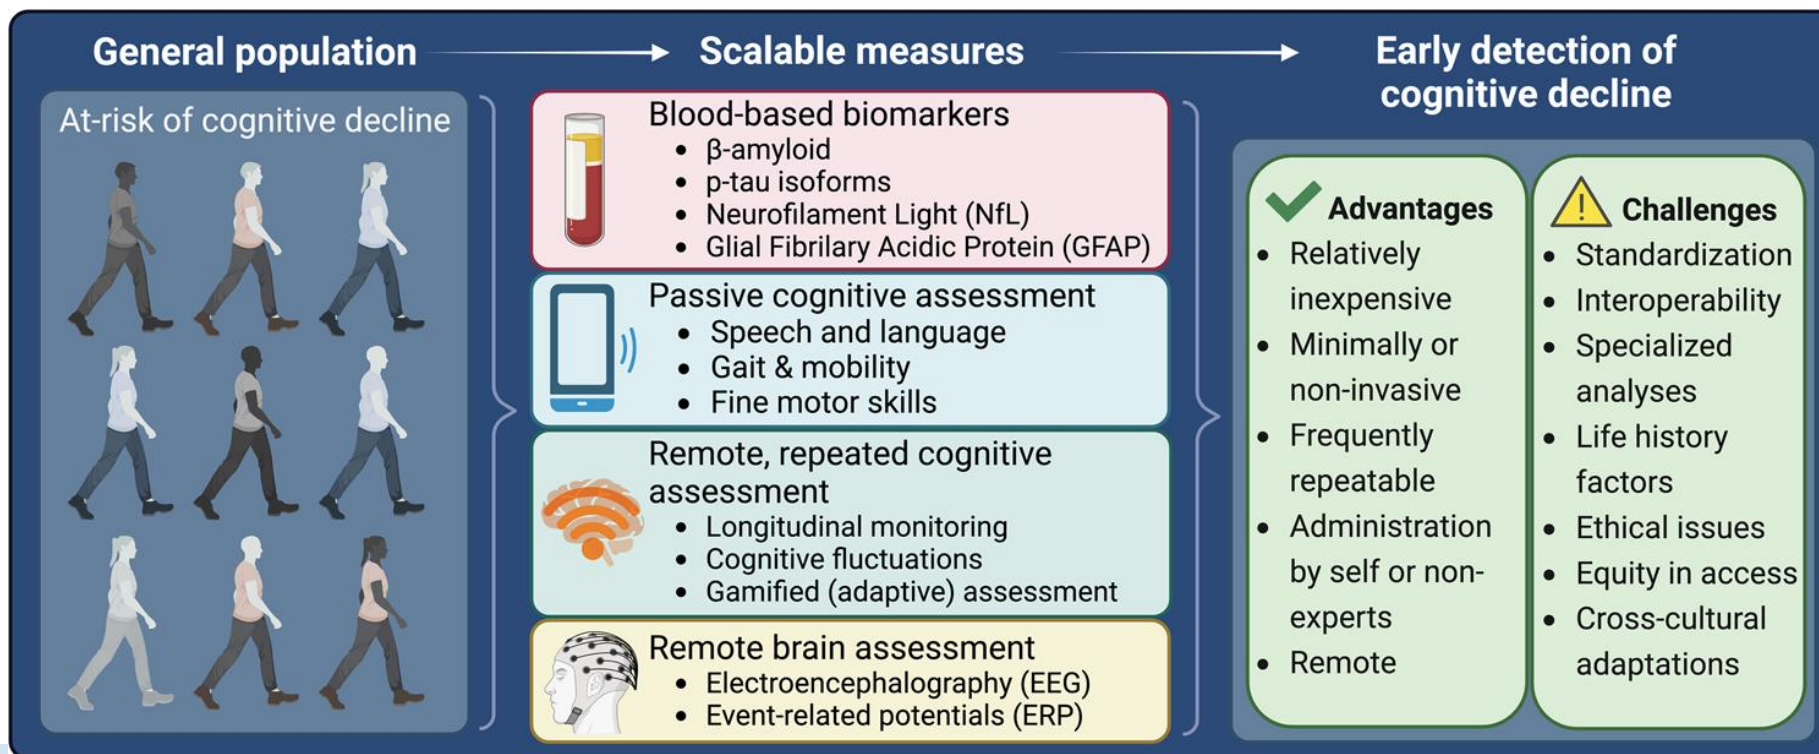 General population
Scalable measures
Early detection of
cognitive decline
At-risk of cognitive decline
Blood-based biomarkers
• β-amyloid
• p-tau isoforms
• Neurofilament Light (NfL)
• Glial Fibrilary Acidic Protein (GFAP)
Passive cognitive assessment
• Speech and language
• Gait & mobility
• Fine motor skills
Remote, repeated cognitive
assessment
• Longitudinal monitoring
• Cognitive fluctuations
• Gamified (adaptive) assessment
Remote brain assessment
• Electroencephalography (EEG)
• Event-related potentials (ERP)
Advantages
• Relatively
inexpensive
• Minimally or
non-invasive
• Frequently
repeatable
• Administration
by self or non-
experts
• Remote
! Challenges
• Standardization
• Interoperability
• Specialized
analyses
• Life history
factors
• Ethical issues
• Equity in access
• Cross-cultural
adaptations